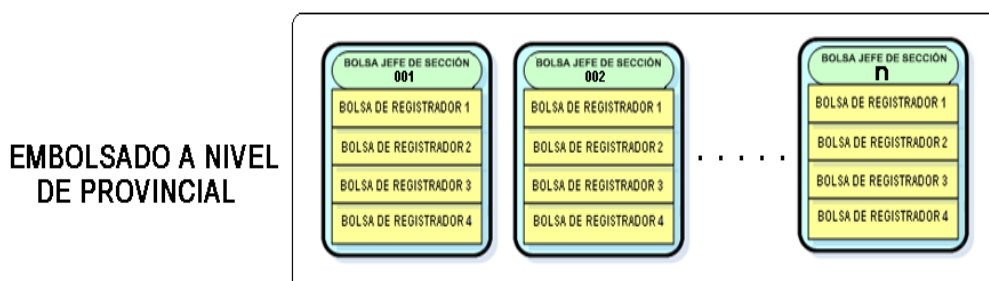 EMBOLSADO A NIVEL
DE PROVINCIAL
BOLSA JEFE DE SECCIÓN
001
BOLSA DE REGISTRADOR 1
BOLSA DE REGISTRADOR 2
BOLSA DE REGISTRADOR 3
BOLSA DE REGISTRADOR 4
BOLSA JEFE DE SECCIÓN
002
BOLSA DE REGISTRADOR 1
BOLSA DE REGISTRADOR 2
BOLSA DE REGISTRADOR 3
BOLSA DE REGISTRADOR 4
. . . . .
BOLSA JEFE DE SECCIÓN
n
BOLSA DE REGISTRADOR 1
BOLSA DE REGISTRADOR 2
BOLSA DE REGISTRADOR 3
BOLSA DE REGISTRADOR 4